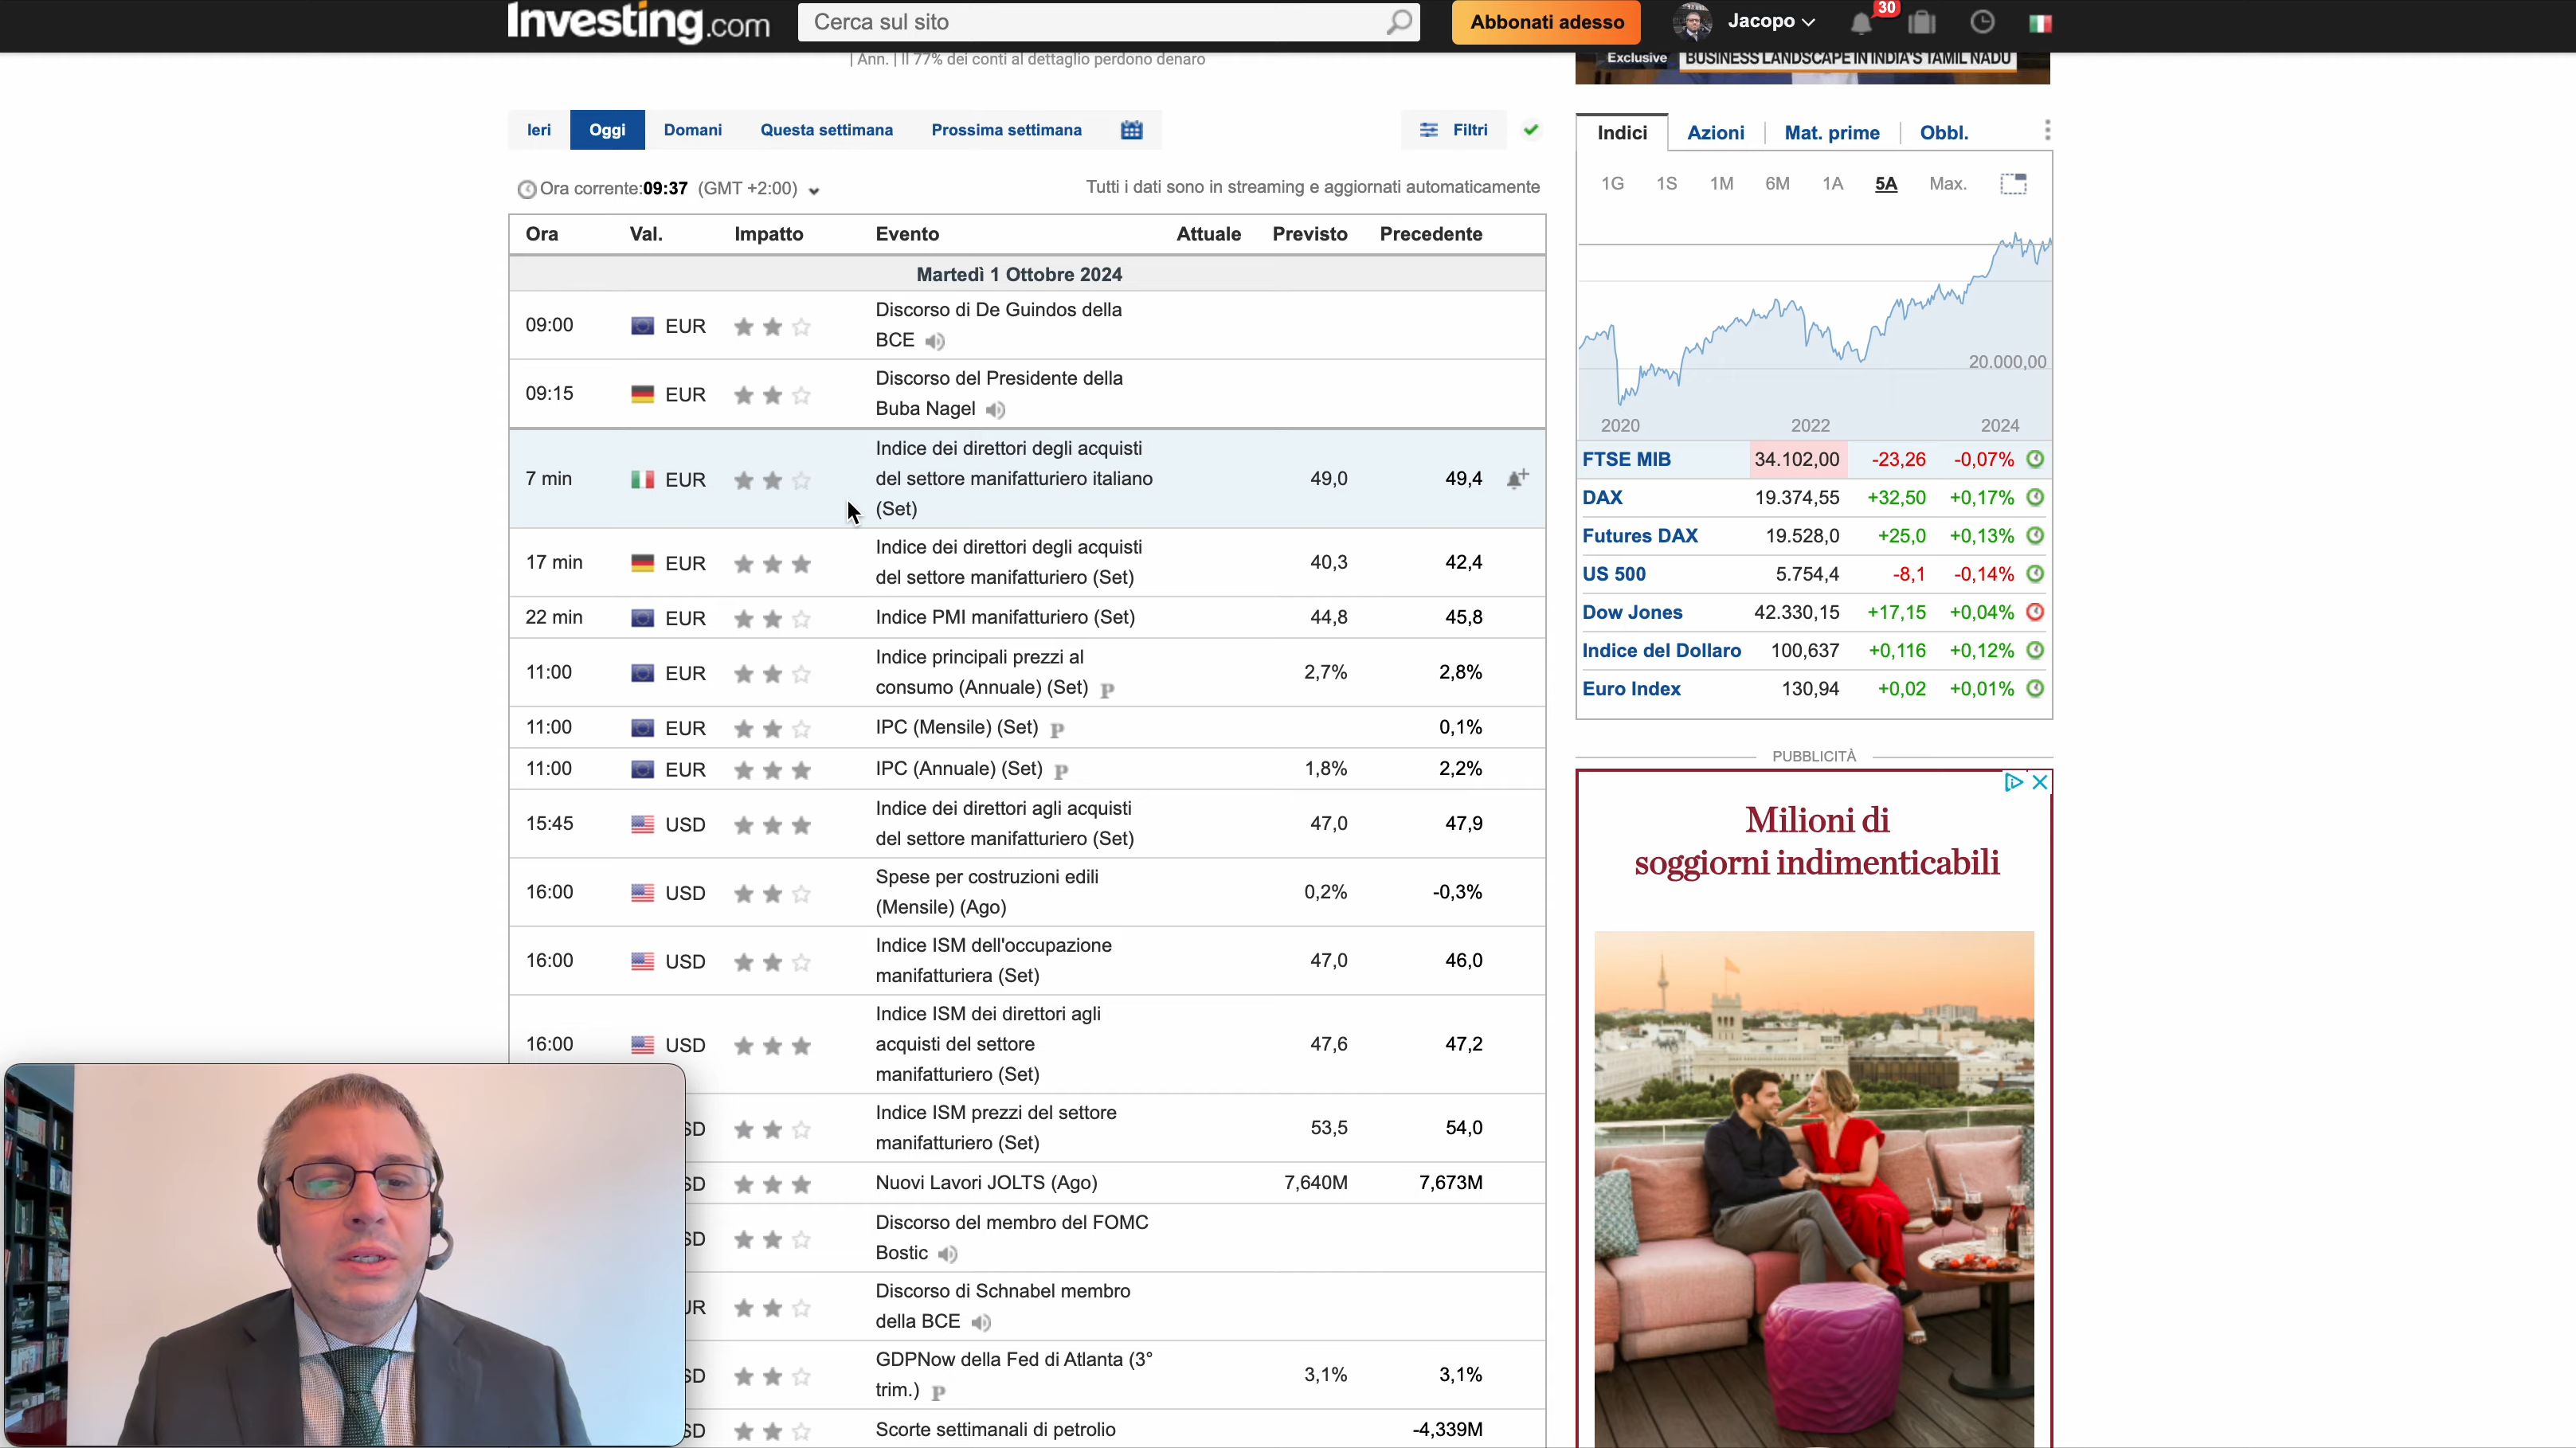 Investing.com
Cerca sul sito
Abbonati adesso
Jacopo
30
| Ann. | Il 77% dei conti al dettaglio perdono denaro
Exclusive
BUSINESS LANDSCAPE IN INDIA'S TAMIL NADU
Ieri Oggi Domani Questa settimana Prossima settimana
Filtri
Ora corrente:09:37 (GMT +2:00)
Tutti i dati sono in streaming e aggiornati automaticamente
Ora Val. Impatto Evento Attuale Previsto Precedente
Martedì 1 Ottobre 2024
09:00 EUR Discorso di De Guindos della
BCE
09:15 EUR Discorso del Presidente della
Buba Nagel
Indice dei direttori degli acquisti
7 min EUR del settore manifatturiero italiano 49,0 49,4
(Set)
17 min EUR Indice dei direttori degli acquisti 40,3 42,4
del settore manifatturiero (Set)
22 min EUR Indice PMI manifatturiero (Set) 44,8 45,8
11:00 EUR Indice principali prezzi al 2,7% 2,8%
consumo (Annuale) (Set) P
11:00 EUR IPC (Mensile) (Set) P 0,1%
11:00 EUR IPC (Annuale) (Set) P 1,8% 2,2%
15:45 USD Indice dei direttori agli acquisti 47,0 47,9
del settore manifatturiero (Set)
16:00 USD Spese per costruzioni edili 0,2% -0,3%
(Mensile) (Ago)
16:00 USD Indice ISM dell'occupazione 47,0 46,0
manifatturiera (Set)
Indice ISM dei direttori agli
16:00 USD acquisti del settore 47,6 47,2
manifatturiero (Set)
SD Indice ISM prezzi del settore 53,5 54,0
manifatturiero (Set)
SD Nuovi Lavori JOLTS (Ago) 7,640M 7,673M
SD Discorso del membro del FOMC
Bostic
UR Discorso di Schnabel membro
della BCE
SD GDPNow della Fed di Atlanta (3° 3,1% 3,1%
trim.) P
SD Scorte settimanali di petrolio -4,339M
Indici Azioni Mat. prime Obbl.
1G 1S 1M 6M 1A 5A Max.
20.000,00
2020 2022 2024
FTSE MIB 34.102,00 -23,26 -0,07%
DAX 19.374,55 +32,50 +0,17%
Futures DAX 19.528,0 +25,0 +0,13%
US 500 5.754,4 -8,1 -0,14%
Dow Jones 42.330,15 +17,15 +0,04%
Indice del Dollaro 100,637 +0,116 +0,12%
Euro Index 130,94 +0,02 +0,01%
PUBBLICITÀ
Milioni di
soggiorni indimenticabili